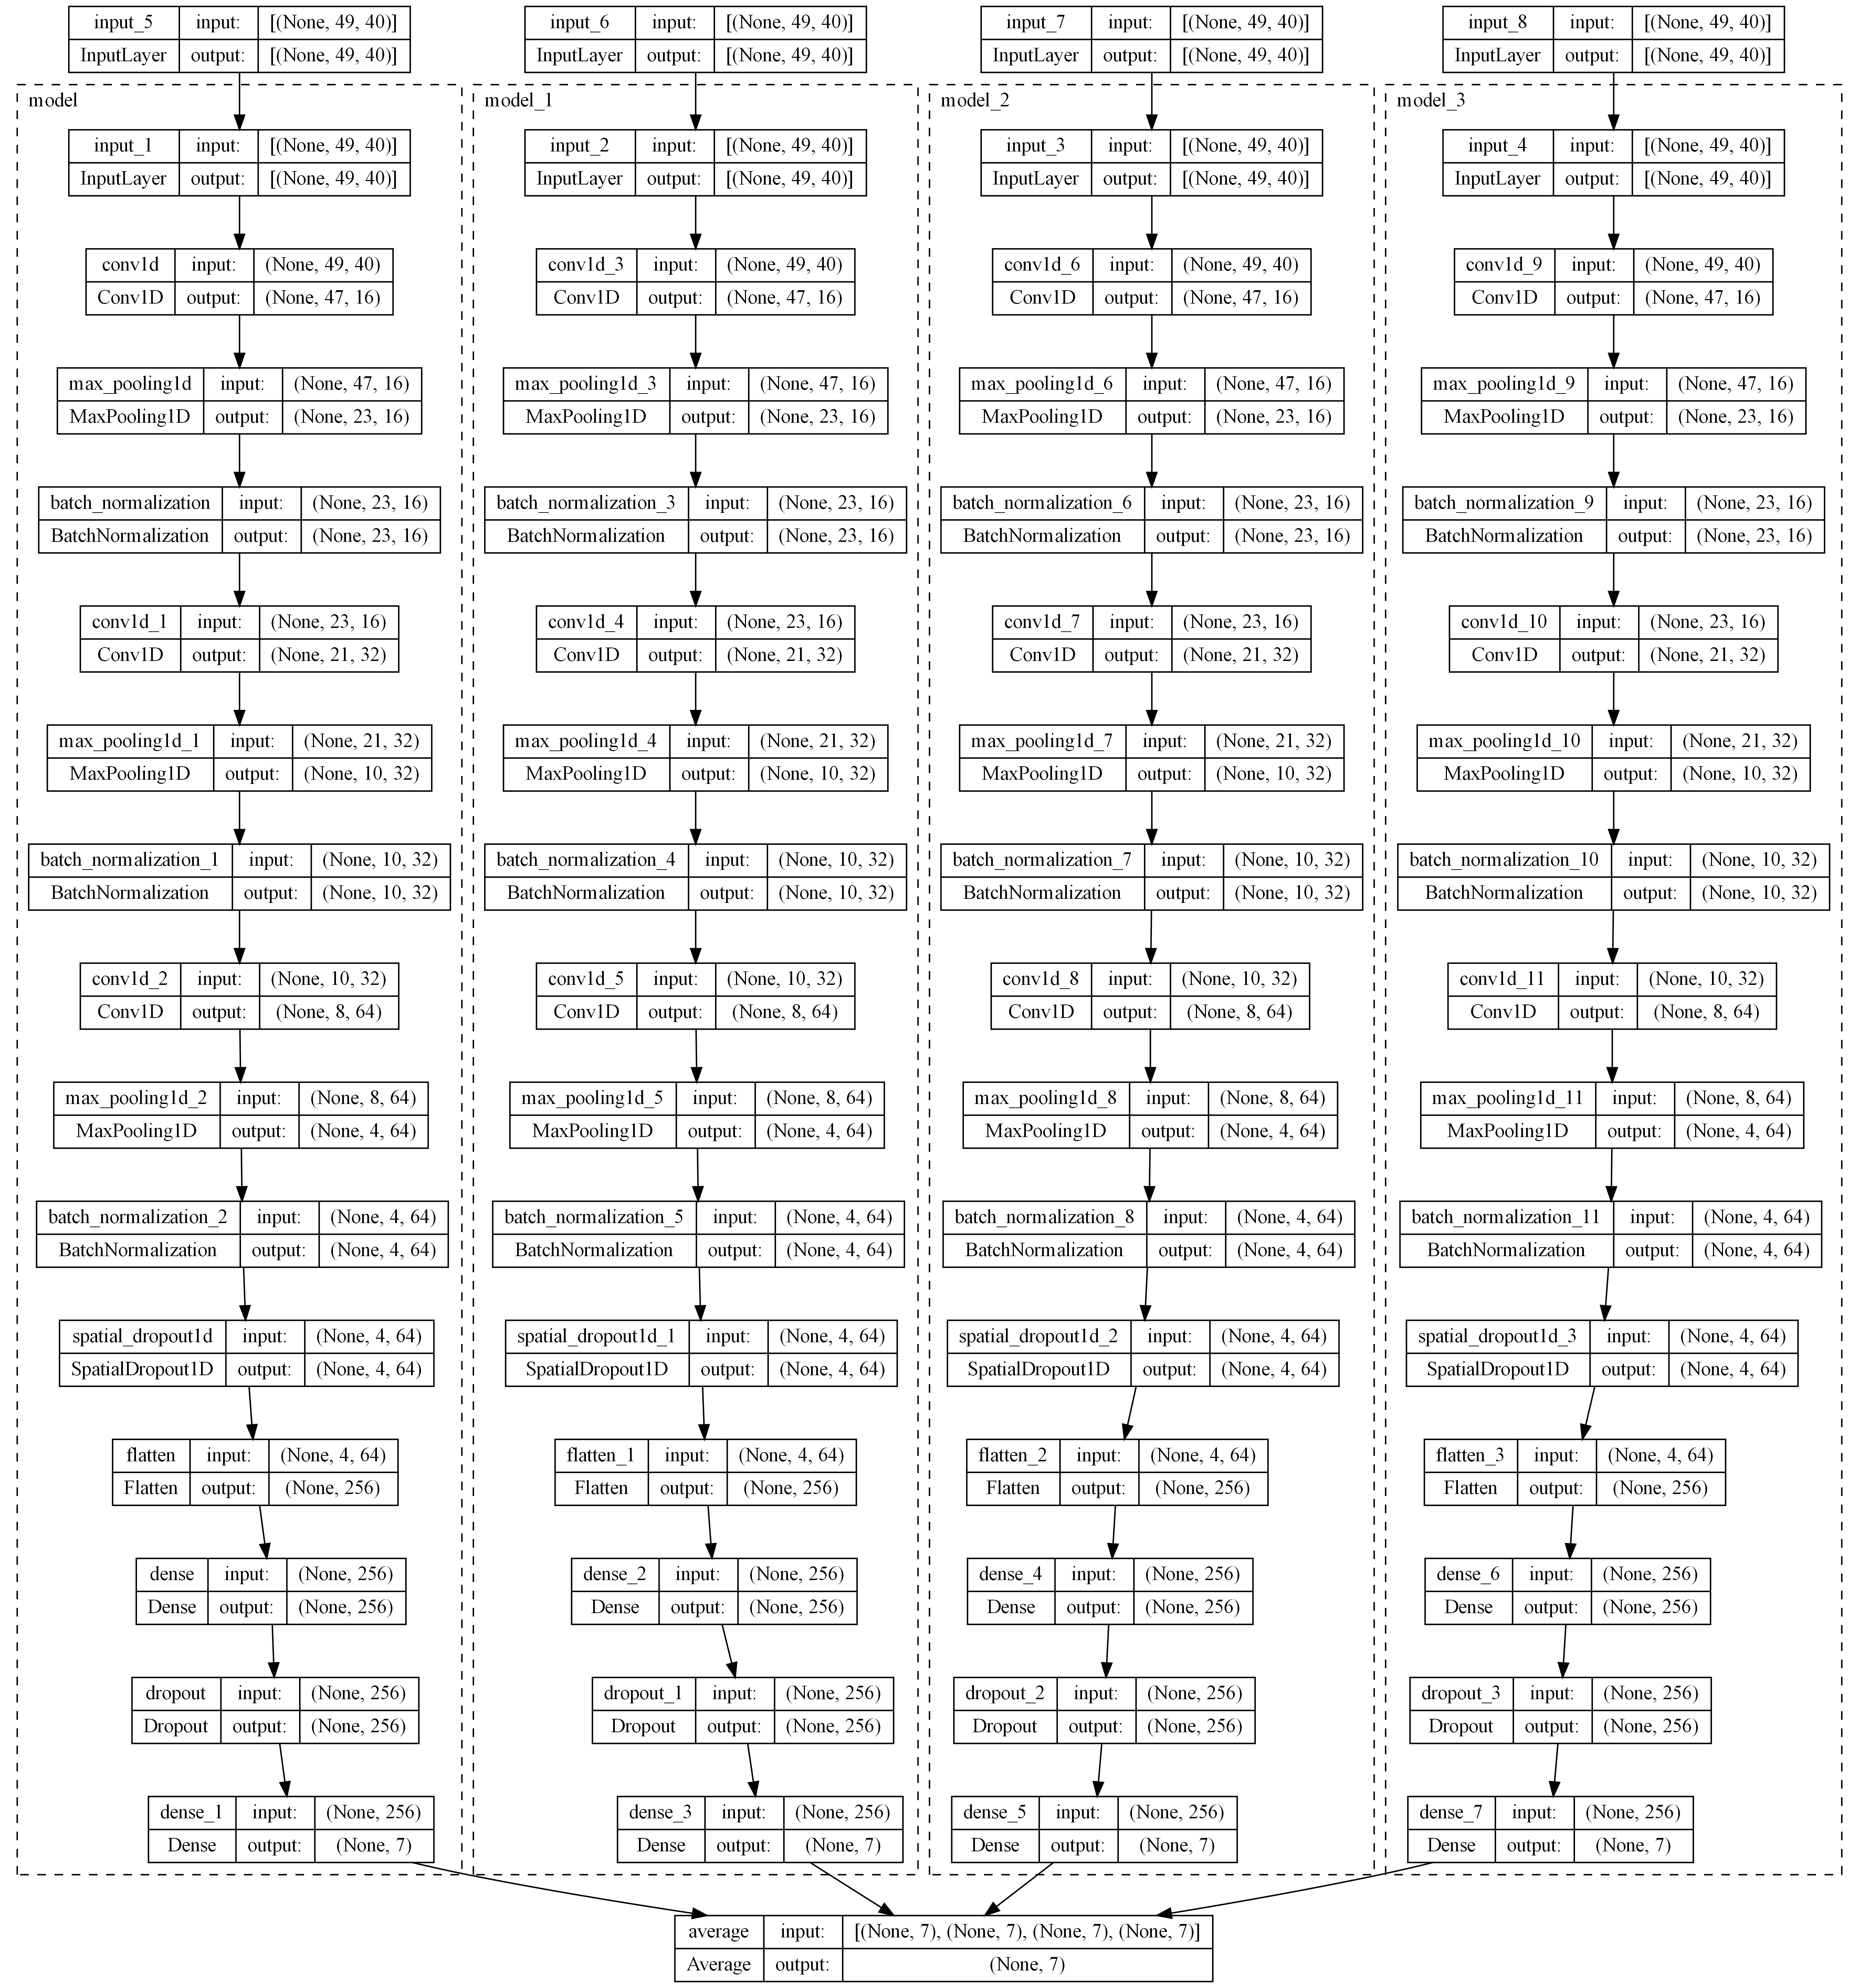 input_5 input: [(None, 49, 40)]
InputLayer output: [(None, 49, 40)]
input_6 input: [(None, 49, 40)]
InputLayer output: [(None, 49, 40)]
input_7 input: [(None, 49, 40)]
InputLayer output: [(None, 49, 40)]
input_8 input: [(None, 49, 40)]
InputLayer output: [(None, 49, 40)]
model
input_1 input: [(None, 49, 40)]
InputLayer output: [(None, 49, 40)]
conv1d input: (None, 49, 40)
Conv1D output: (None, 47, 16)
max_pooling1d input: (None, 47, 16)
MaxPooling1D output: (None, 23, 16)
batch_normalization input: (None, 23, 16)
BatchNormalization output: (None, 23, 16)
conv1d_1 input: (None, 23, 16)
Conv1D output: (None, 21, 32)
max_pooling1d_1 input: (None, 21, 32)
MaxPooling1D output: (None, 10, 32)
batch_normalization_1 input: (None, 10, 32)
BatchNormalization output: (None, 10, 32)
conv1d_2 input: (None, 10, 32)
Conv1D output: (None, 8, 64)
max_pooling1d_2 input: (None, 8, 64)
MaxPooling1D output: (None, 4, 64)
batch_normalization_2 input: (None, 4, 64)
BatchNormalization output: (None, 4, 64)
spatial_dropout1d input: (None, 4, 64)
SpatialDropout1D output: (None, 4, 64)
flatten input: (None, 4, 64)
Flatten output: (None, 256)
dense input: (None, 256)
Dense output: (None, 256)
dropout input: (None, 256)
Dropout output: (None, 256)
dense_1 input: (None, 256)
Dense output: (None, 7)
model_1
input_2 input: [(None, 49, 40)]
InputLayer output: [(None, 49, 40)]
conv1d_3 input: (None, 49, 40)
Conv1D output: (None, 47, 16)
max_pooling1d_3 input: (None, 47, 16)
MaxPooling1D output: (None, 23, 16)
batch_normalization_3 input: (None, 23, 16)
BatchNormalization output: (None, 23, 16)
conv1d_4 input: (None, 23, 16)
Conv1D output: (None, 21, 32)
max_pooling1d_4 input: (None, 21, 32)
MaxPooling1D output: (None, 10, 32)
batch_normalization_4 input: (None, 10, 32)
BatchNormalization output: (None, 10, 32)
conv1d_5 input: (None, 10, 32)
Conv1D output: (None, 8, 64)
max_pooling1d_5 input: (None, 8, 64)
MaxPooling1D output: (None, 4, 64)
batch_normalization_5 input: (None, 4, 64)
BatchNormalization output: (None, 4, 64)
spatial_dropout1d_1 input: (None, 4, 64)
SpatialDropout1D output: (None, 4, 64)
flatten_1 input: (None, 4, 64)
Flatten output: (None, 256)
dense_2 input: (None, 256)
Dense output: (None, 256)
dropout_1 input: (None, 256)
Dropout output: (None, 256)
dense_3 input: (None, 256)
Dense output: (None, 7)
model_2
input_3 input: [(None, 49, 40)]
InputLayer output: [(None, 49, 40)]
conv1d_6 input: (None, 49, 40)
Conv1D output: (None, 47, 16)
max_pooling1d_6 input: (None, 47, 16)
MaxPooling1D output: (None, 23, 16)
batch_normalization_6 input: (None, 23, 16)
BatchNormalization output: (None, 23, 16)
conv1d_7 input: (None, 23, 16)
Conv1D output: (None, 21, 32)
max_pooling1d_7 input: (None, 21, 32)
MaxPooling1D output: (None, 10, 32)
batch_normalization_7 input: (None, 10, 32)
BatchNormalization output: (None, 10, 32)
conv1d_8 input: (None, 10, 32)
Conv1D output: (None, 8, 64)
max_pooling1d_8 input: (None, 8, 64)
MaxPooling1D output: (None, 4, 64)
batch_normalization_8 input: (None, 4, 64)
BatchNormalization output: (None, 4, 64)
spatial_dropout1d_2 input: (None, 4, 64)
SpatialDropout1D output: (None, 4, 64)
flatten_2 input: (None, 4, 64)
Flatten output: (None, 256)
dense_4 input: (None, 256)
Dense output: (None, 256)
dropout_2 input: (None, 256)
Dropout output: (None, 256)
dense_5 input: (None, 256)
Dense output: (None, 7)
model_3
input_4 input: [(None, 49, 40)]
InputLayer output: [(None, 49, 40)]
conv1d_9 input: (None, 49, 40)
Conv1D output: (None, 47, 16)
max_pooling1d_9 input: (None, 47, 16)
MaxPooling1D output: (None, 23, 16)
batch_normalization_9 input: (None, 23, 16)
BatchNormalization output: (None, 23, 16)
conv1d_10 input: (None, 23, 16)
Conv1D output: (None, 21, 32)
max_pooling1d_10 input: (None, 21, 32)
MaxPooling1D output: (None, 10, 32)
batch_normalization_10 input: (None, 10, 32)
BatchNormalization output: (None, 10, 32)
conv1d_11 input: (None, 10, 32)
Conv1D output: (None, 8, 64)
max_pooling1d_11 input: (None, 8, 64)
MaxPooling1D output: (None, 4, 64)
batch_normalization_11 input: (None, 4, 64)
BatchNormalization output: (None, 4, 64)
spatial_dropout1d_3 input: (None, 4, 64)
SpatialDropout1D output: (None, 4, 64)
flatten_3 input: (None, 4, 64)
Flatten output: (None, 256)
dense_6 input: (None, 256)
Dense output: (None, 256)
dropout_3 input: (None, 256)
Dropout output: (None, 256)
dense_7 input: (None, 256)
Dense output: (None, 7)
average input: [(None, 7), (None, 7), (None, 7), (None, 7)]
Average output: (None, 7)